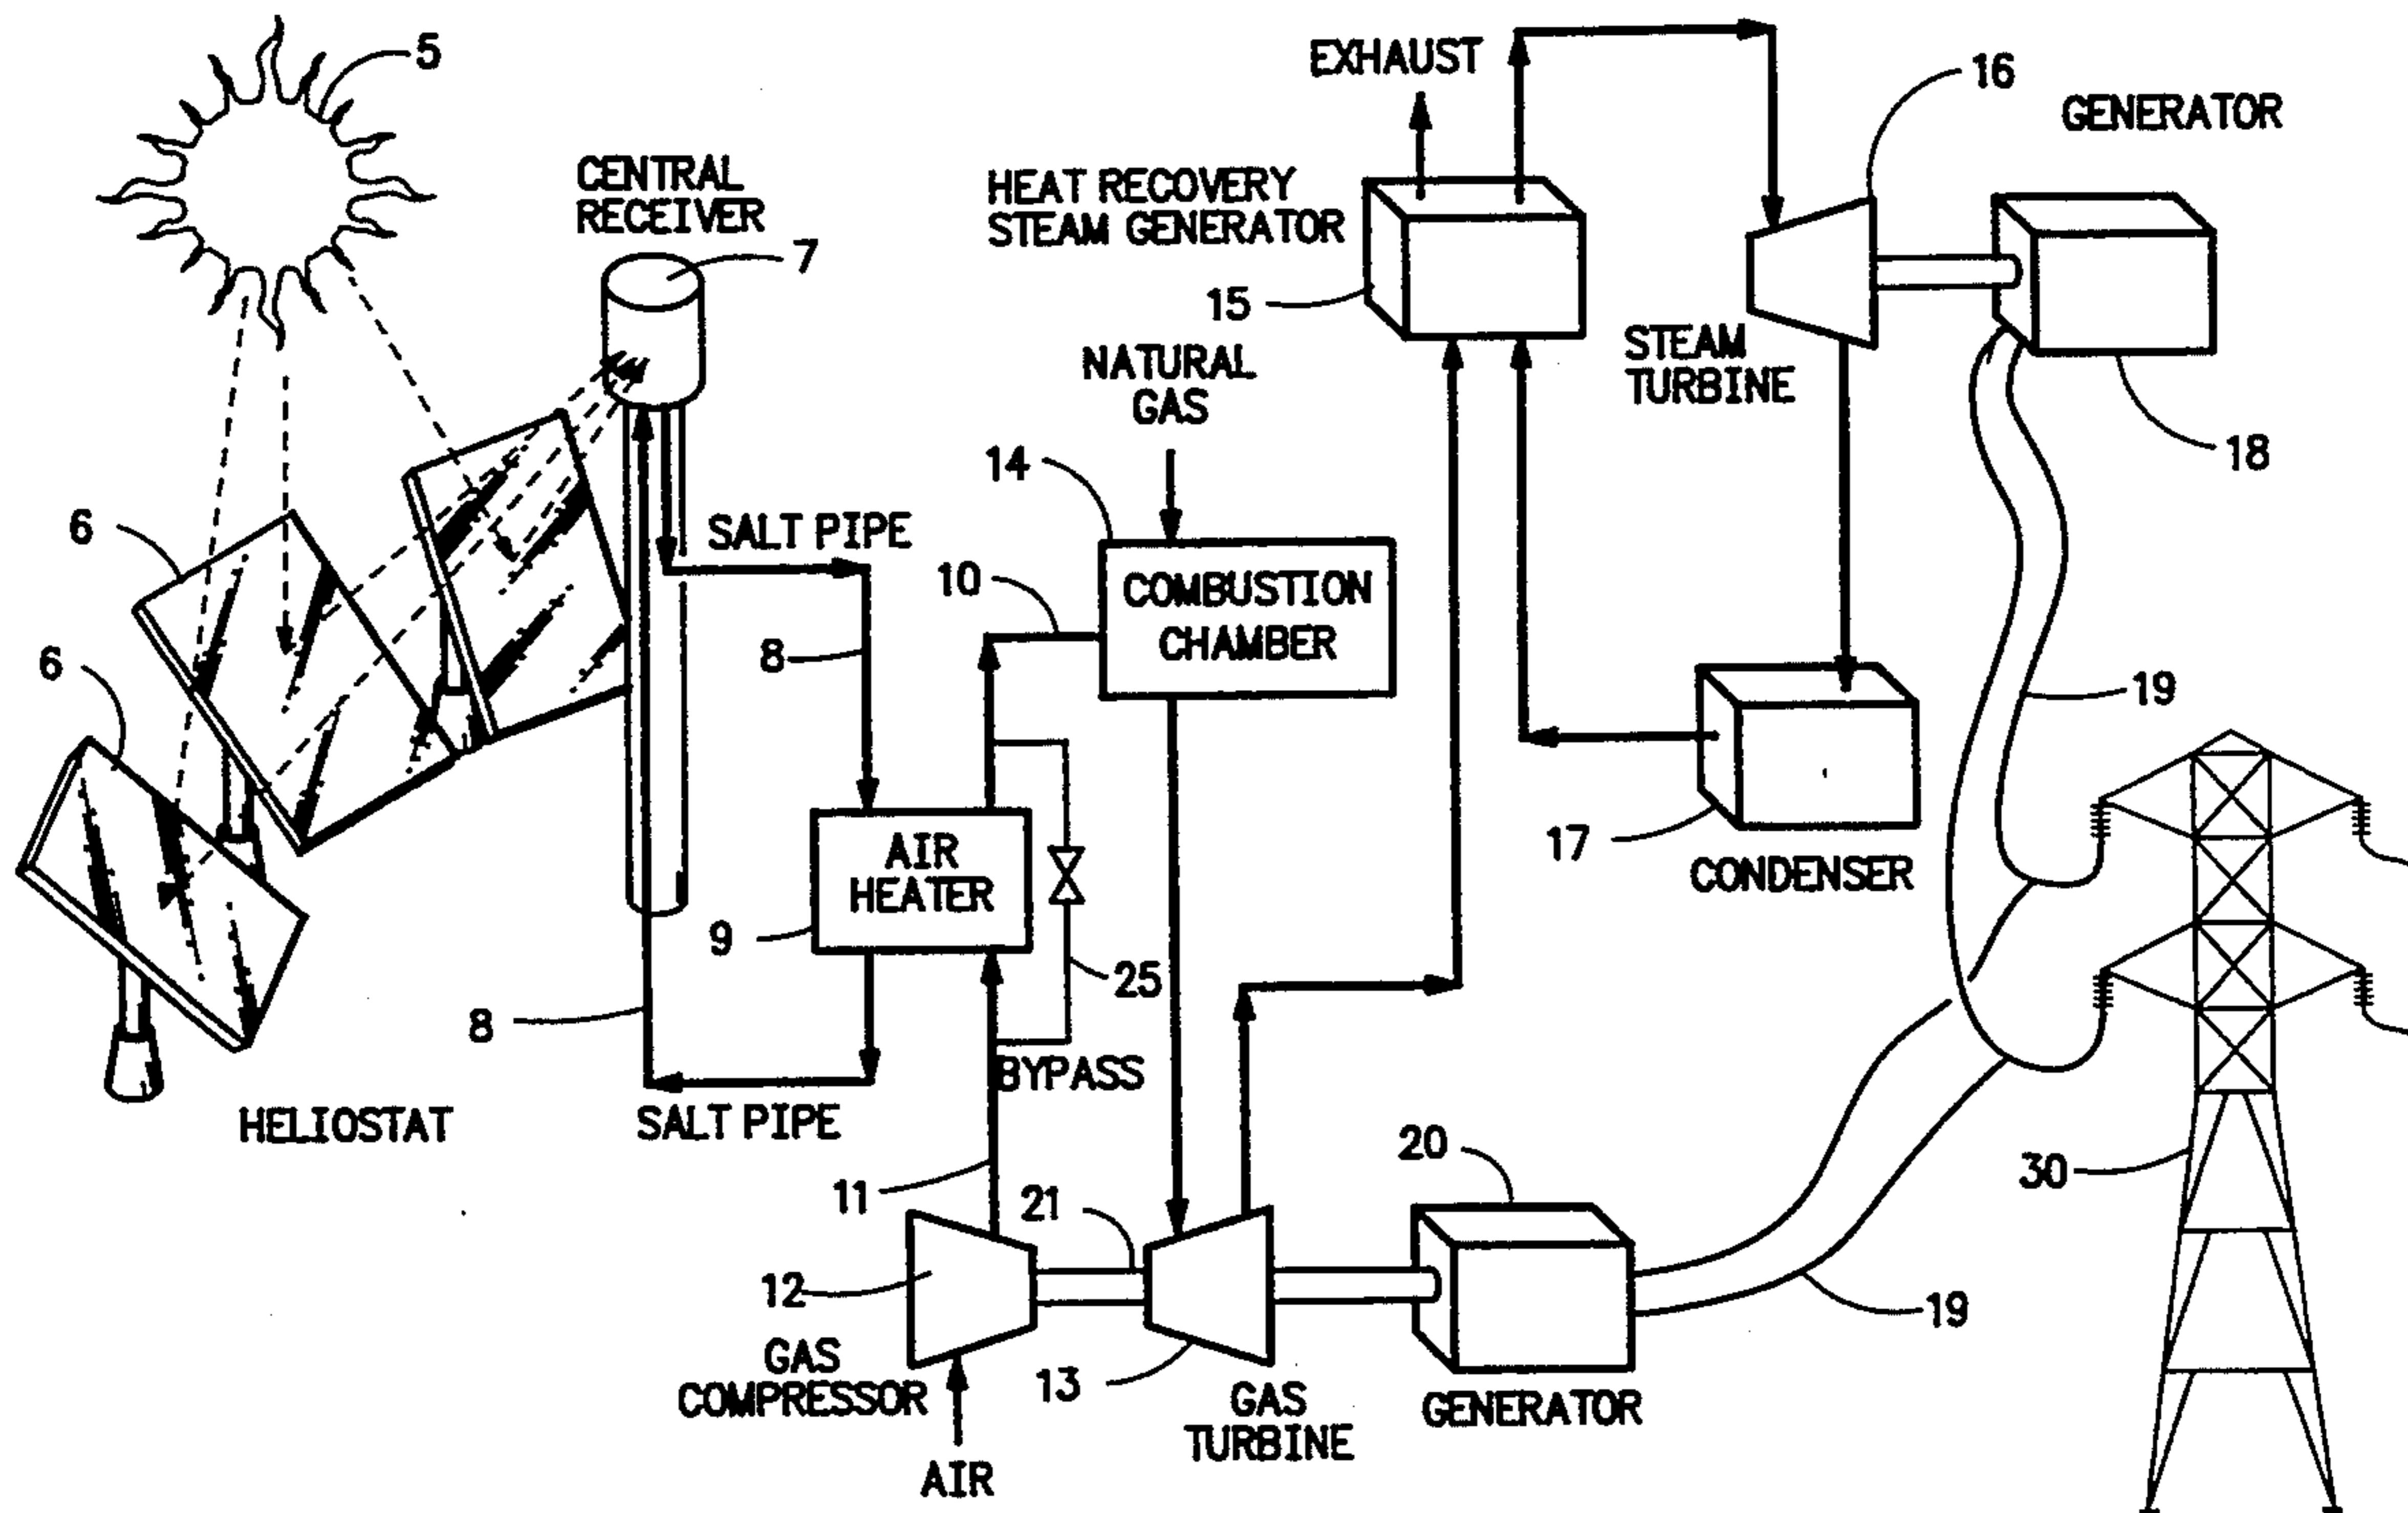 5
EXHAUST
16
GENERATOR
CENTRAL
RECEIVER
7
HEAT RECOVERY
STEAM GENERATOR
15
NATURAL
GAS
STEAM
TURBINE
18
14
6
SALT PIPE
10
COMBUSTION
CHAMBER
8
6
19
AIR
HEATER
17
CONDENSER
9
25
8
BYPASS
SALT PIPE
HELIOSTAT
20
30
11
21
12
19
GAS
COMPRESSOR
13
GAS
TURBINE
GENERATOR
AIR